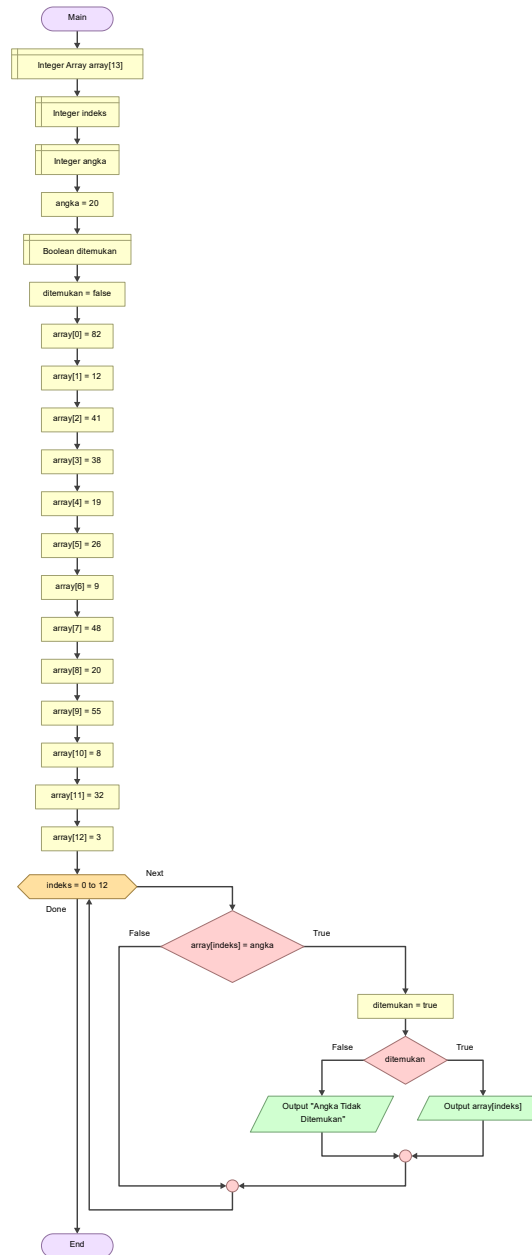 Main
Integer Array array[13]
Integer indeks
Integer angka
angka = 20
Boolean ditemukan
ditemukan = false
array[0] = 82
array[1] = 12
array[2] = 41
array[3] = 38
array[4] = 19
array[5] = 26
array[6] = 9
array[7] = 48
array[8] = 20
array[9] = 55
array[10] = 8
array[11] = 32
array[12] = 3
indeks = 0 to 12
Next
Done
array[indeks] = angka
False
True
ditemukan = true
ditemukan
False
True
Output "Angka Tidak
Ditemukan"
Output array[indeks]
End